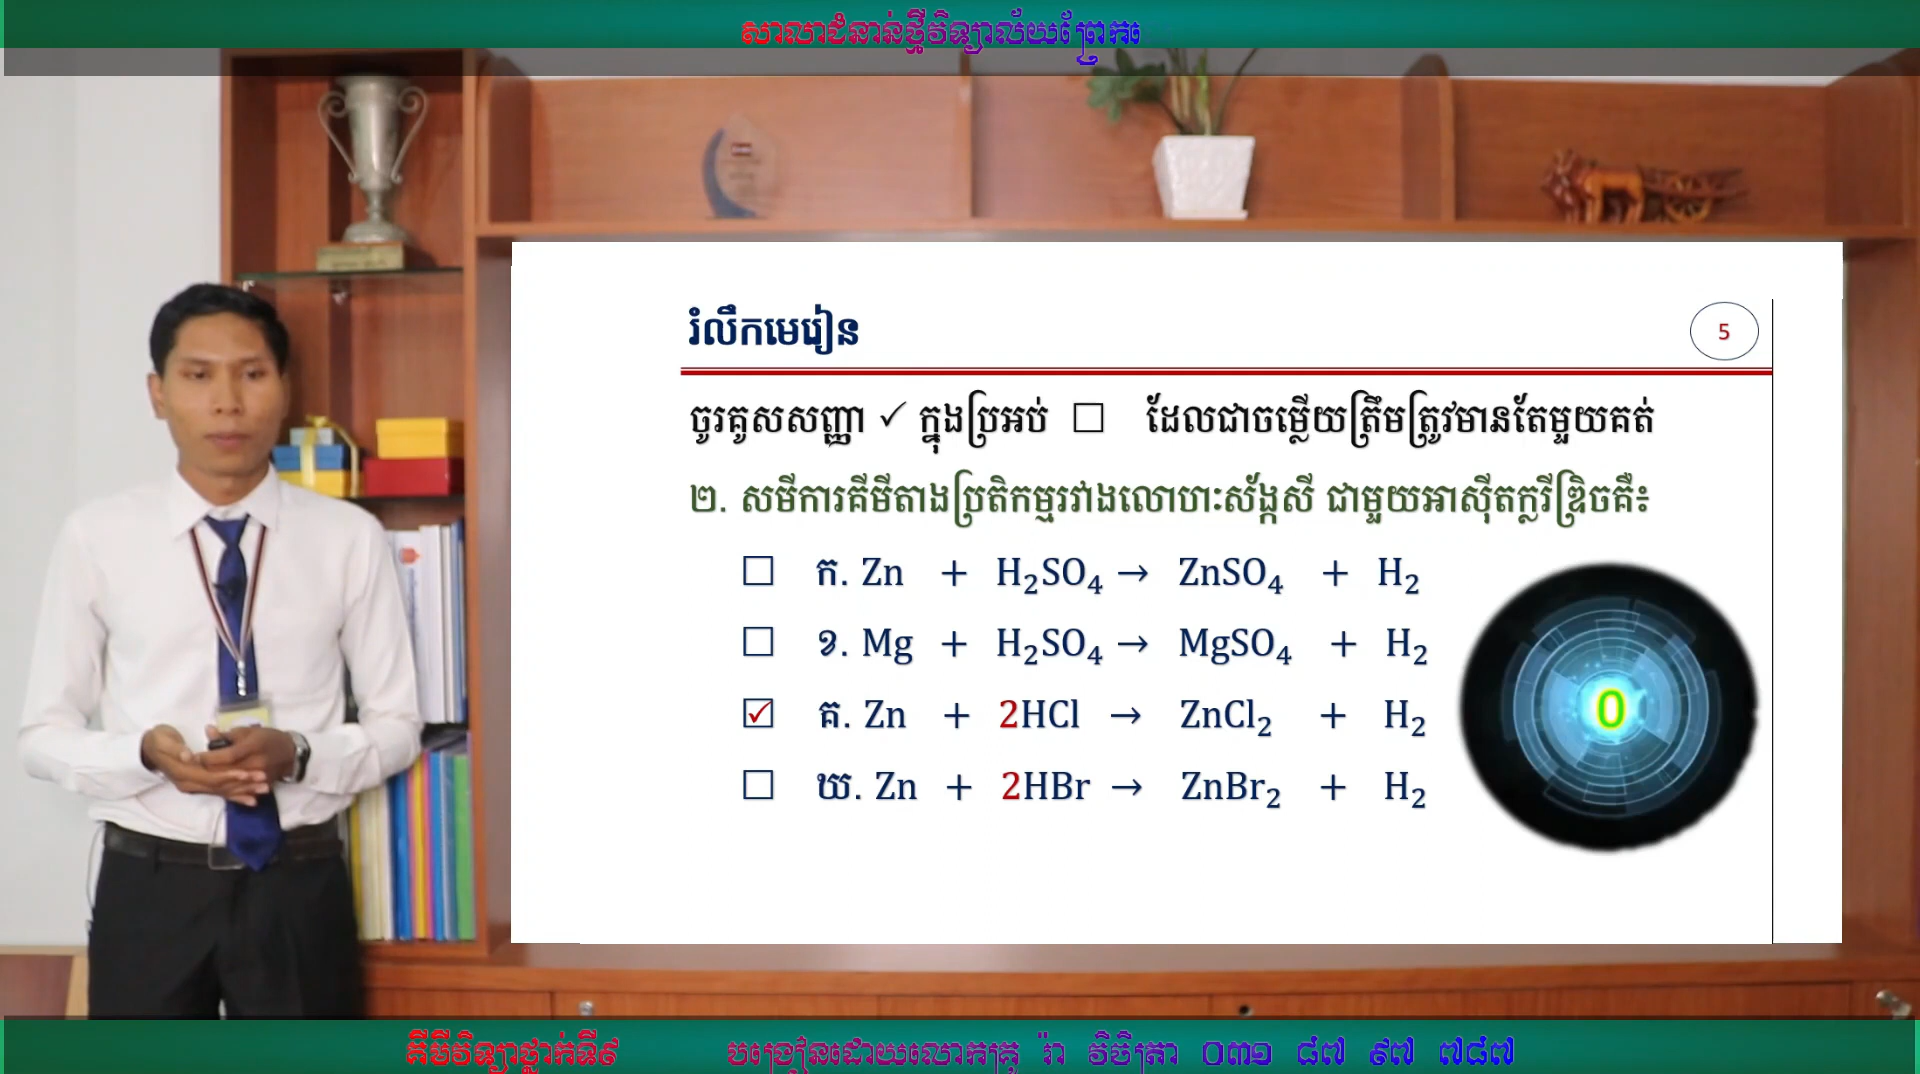 សាលាជំនាន់ថ្មីវិទ្យាល័យព្រែកវ
រំលឹកមេរៀន
5
ចូរគូសសញ្ញា ✓ ក្នុងប្រអប់ ☐ ដែលជាចម្លើយត្រឹមត្រូវមានតែមួយគត់
២. សមីការគីមីតាងប្រតិកម្មរវាងលោហៈស័ង្កសី ជាមួយអាស៊ីតក្លរីឌ្រិចគឺ៖
☐ ក. Zn + H₂SO₄ → ZnSO₄ + H₂
☐ ខ. Mg + H₂SO₄ → MgSO₄ + H₂
☑ គ. Zn + 2HCl → ZnCl₂ + H₂
☐ ឃ. Zn + 2HBr → ZnBr₂ + H₂
0
គីមីវិទ្យាថ្នាក់ទី៩ បង្រៀនដោយលោកគ្រូ រ៉ា វិចិត្រា ០៣១ ៨៧ ៩៧ ៧៨៧